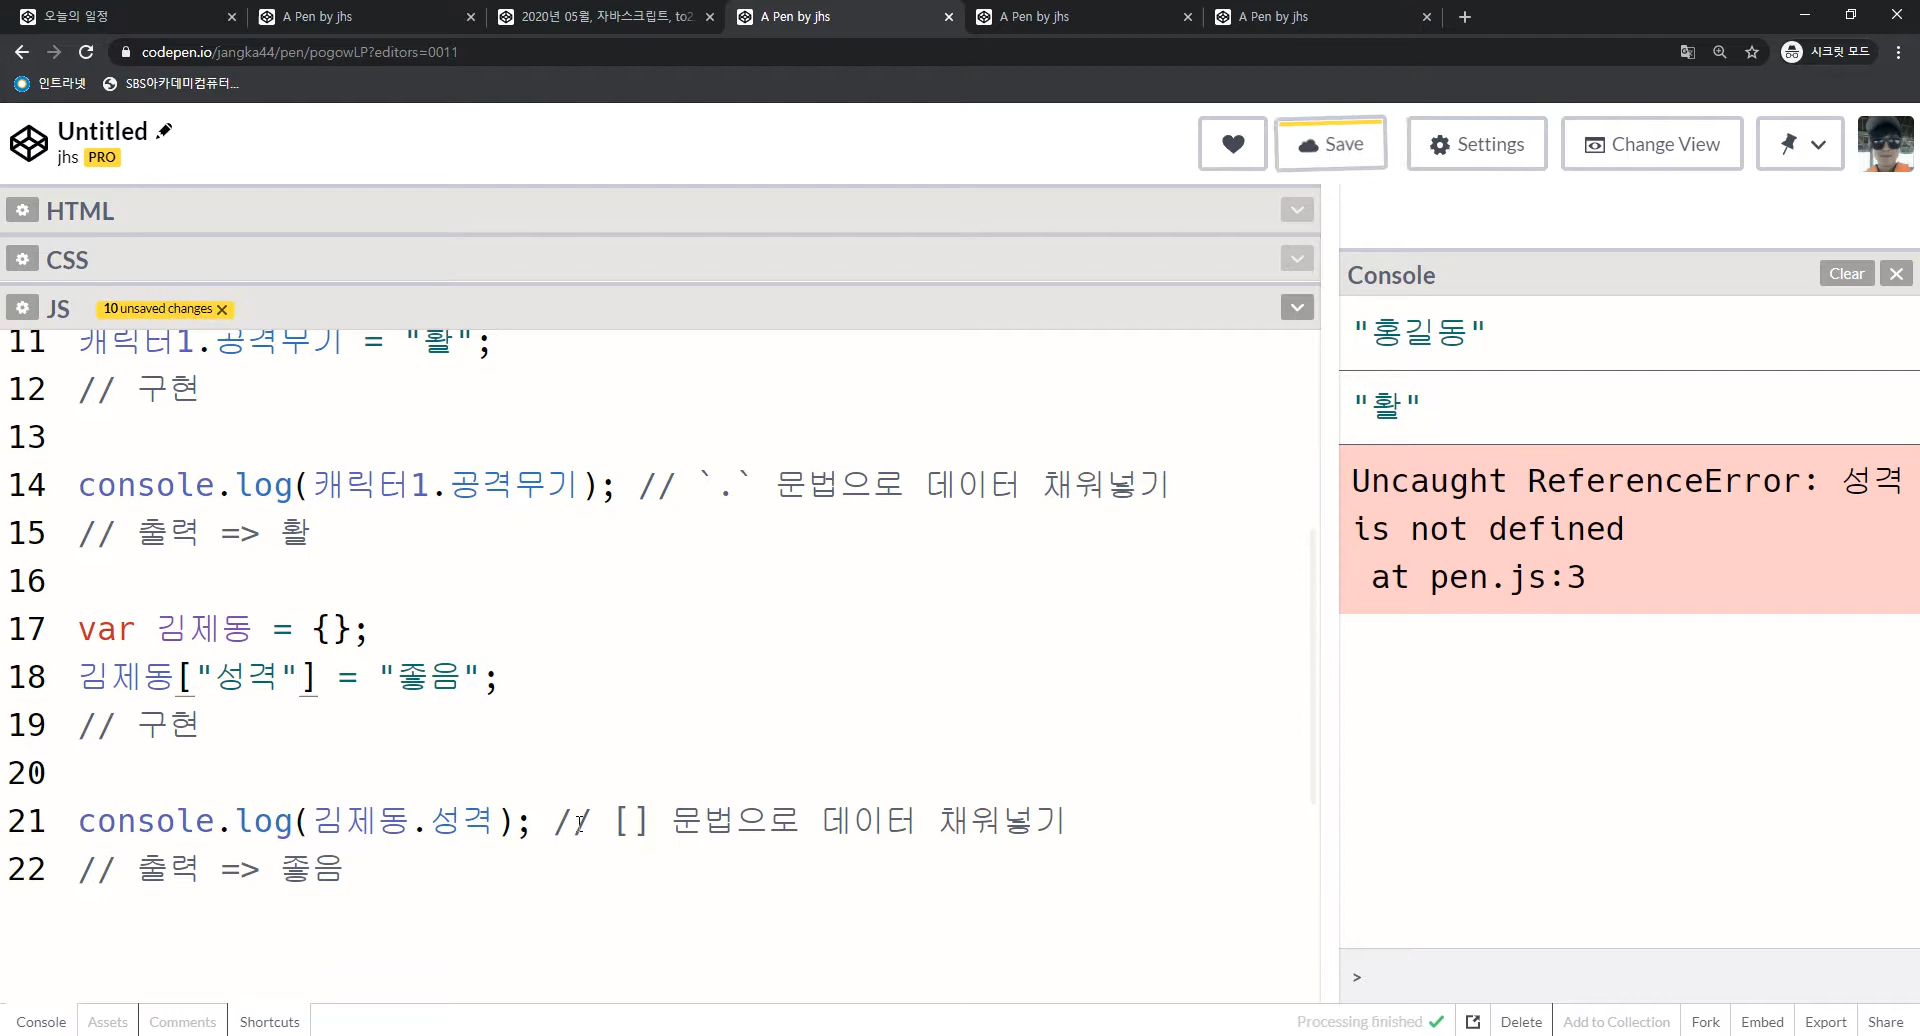 오늘의 일정
A Pen by jhs
2020년 05월, 자바스크립트, to2
A Pen by jhs
A Pen by jhs
A Pen by jhs
codepen.io/jangka44/pen/pogowLP?editors=0011
시크릿 모드
인트라넷
SBS아카데미컴퓨터...
Untitled
jhs PRO
Save
Settings
Change View
HTML
CSS
JS 10 unsaved changes
Console
Clear
11 캐릭터1.공격무기 = "활";
12 // 구현
13
14 console.log(캐릭터1.공격무기); // `.` 문법으로 데이터 채워넣기
15 // 출력 => 활
16
17 var 김제동 = {};
18 김제동["성격"] = "좋음";
19 // 구현
20
21 console.log(김제동.성격); // [] 문법으로 데이터 채워넣기
22 // 출력 => 좋음
"홍길동"
"활"
Uncaught ReferenceError: 성격
is not defined
at pen.js:3
>
Console
Assets
Comments
Shortcuts
Processing finished
Delete
Add to Collection
Fork
Embed
Export
Share